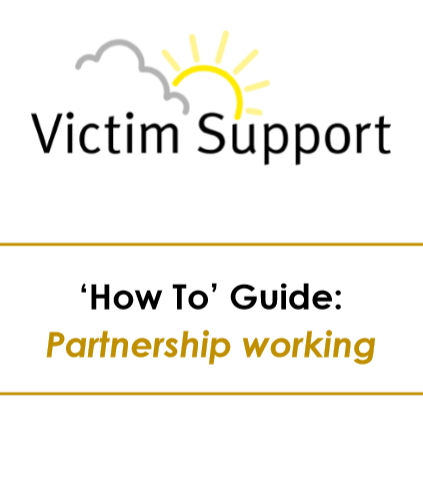 Victim Support
‘How To’ Guide:
Partnership working